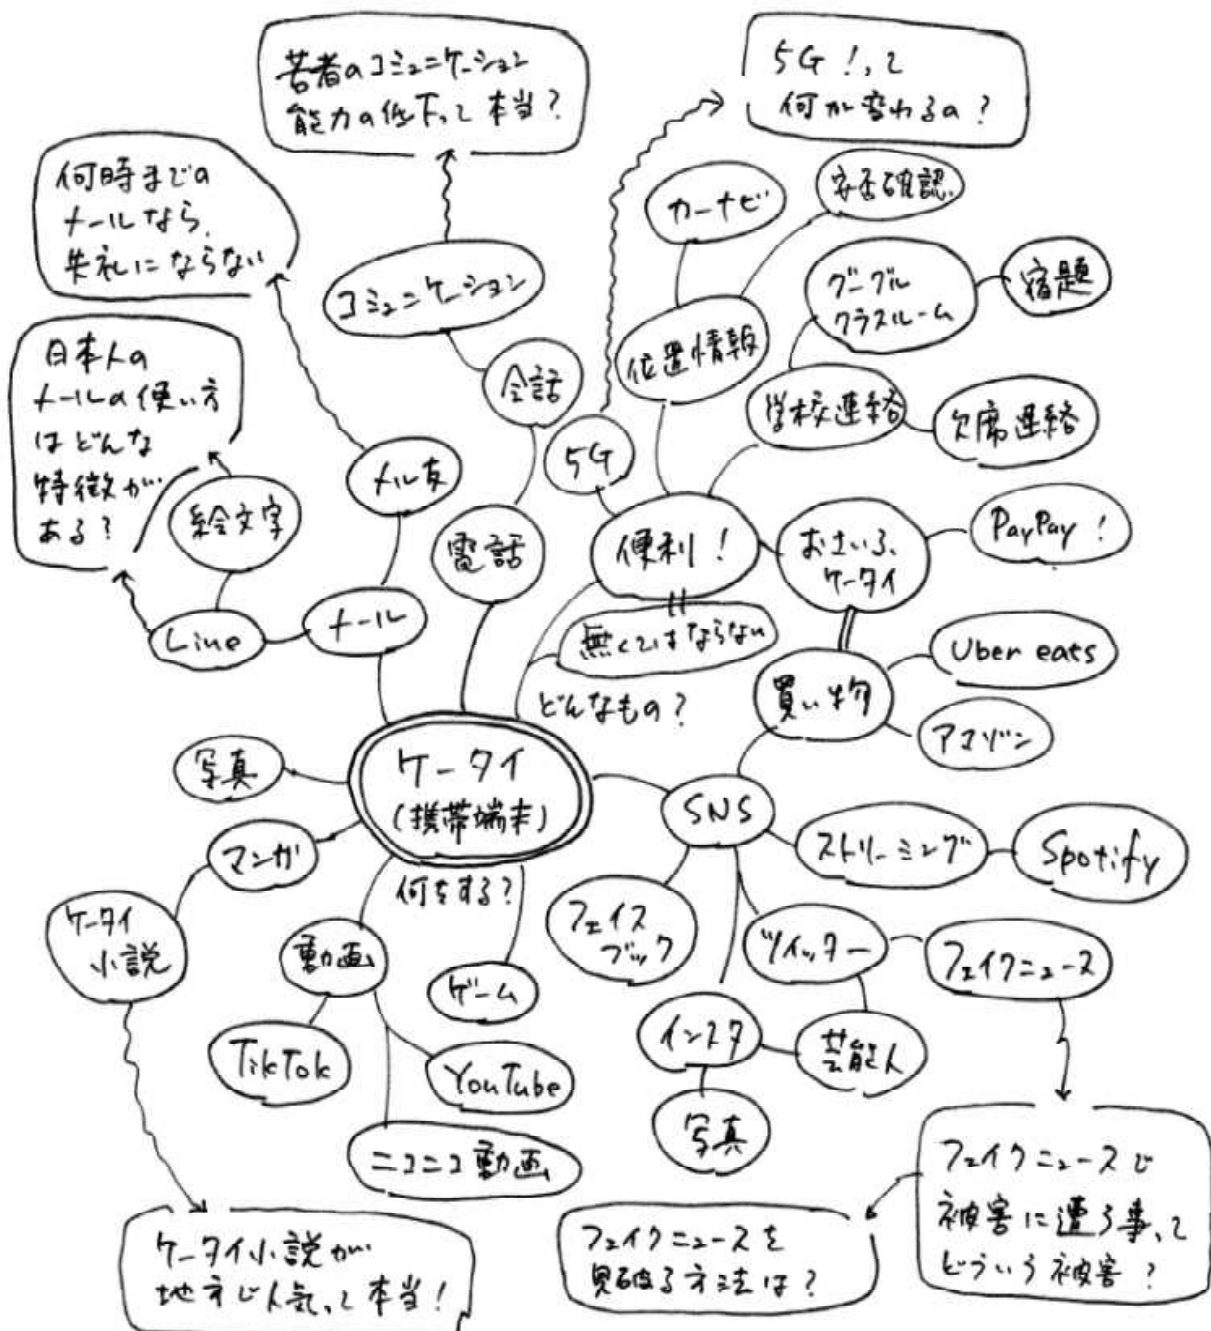 若者のコミュニケーション
能力の低下って本当?
5G!って
何が変わるの?
何時までの
メールなら、
失礼にならない
カーナビ
安否確認
コミュニケーション
グーグル
クラスルーム
宿題
日本人の
メールの使い方
はどんな
特徴が
ある?
会話
位置情報
学校連絡
欠席連絡
メル友
5G
絵文字
電話
便利!
おさいふ
ケータイ
PayPay!
Line
メール
無くてはならない
どんなもの?
買い物
Uber eats
アマゾン
写真
ケータイ
(携帯端末)
何をする?
SNS
ストリーミング
Spotify
マンガ
ケータイ
小説
動画
ゲーム
フェイス
ブック
ツイッター
フェイクニュース
TikTok
YouTube
インスタ
芸能人
ニコニコ動画
写真
ケータイ小説が
地方で人気って本当!
フェイクニュースを
見破る方法は?
フェイクニュースで
被害に遭う事って
どういう被害?